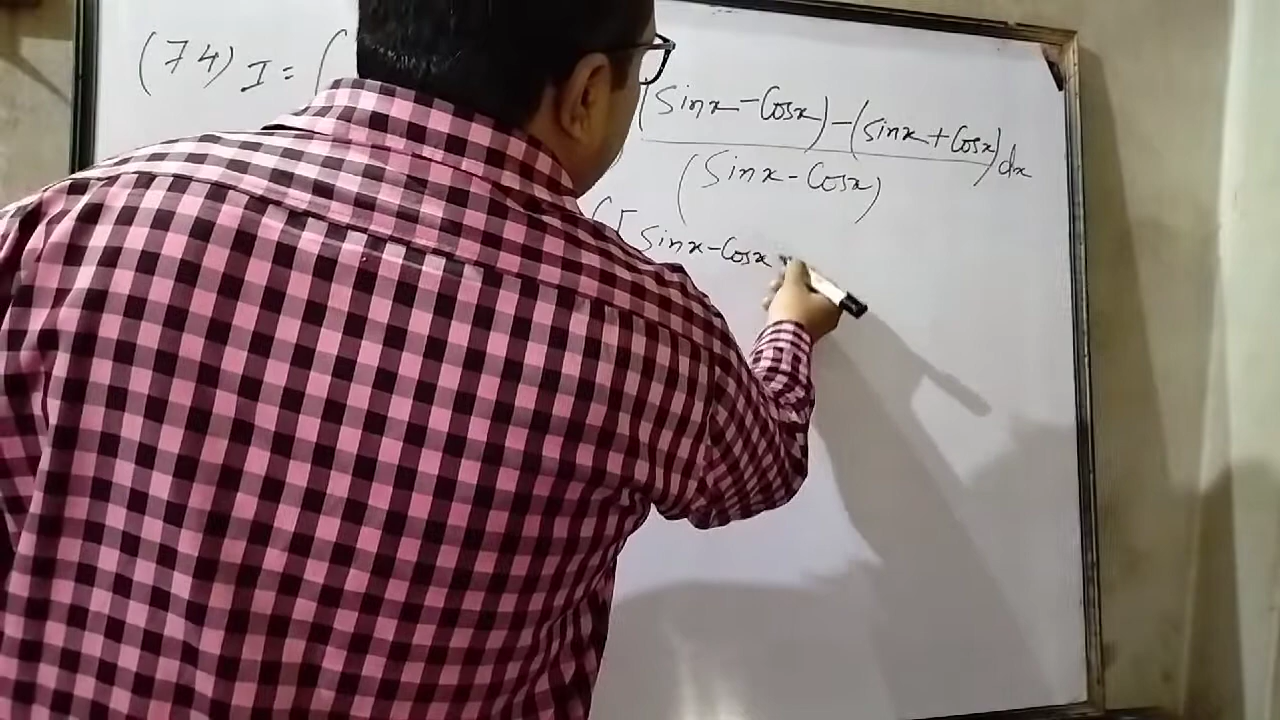 (74) I = ∫
(Sinx-Cosx)-(Sinx+Cosx)dx
(Sinx-Cosx)
∫[Sinx-Cosx